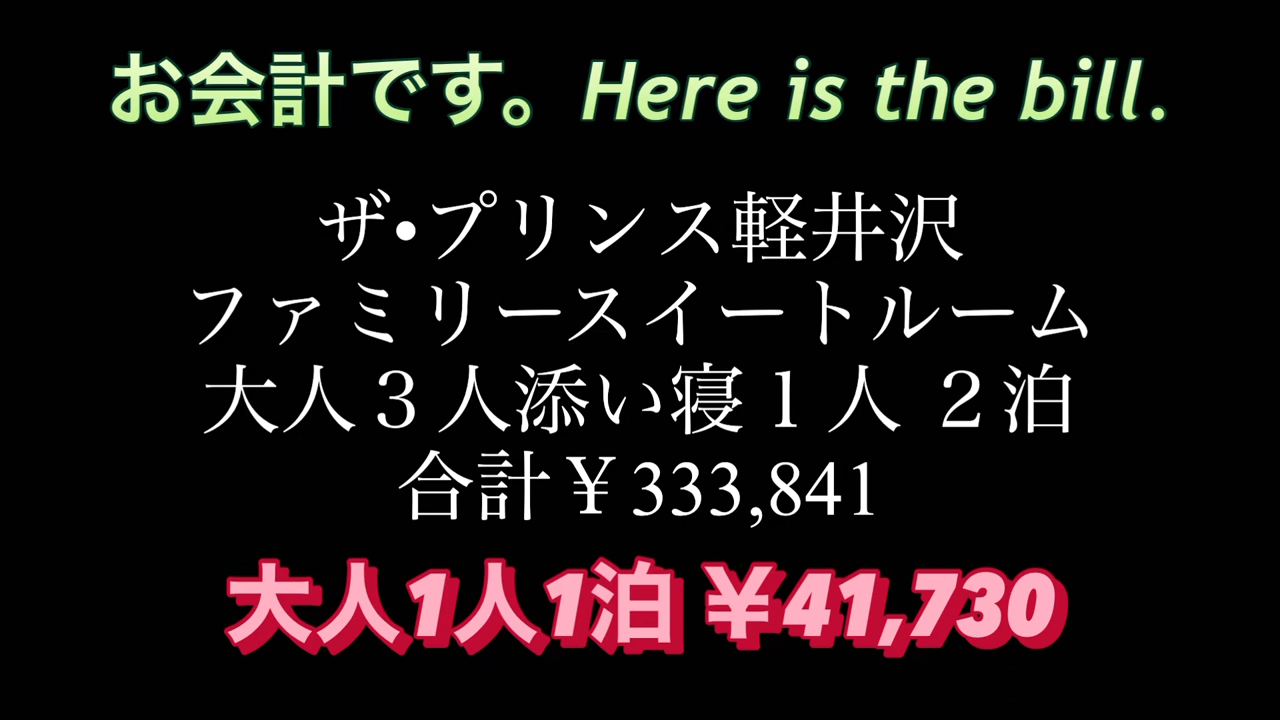 お会計です。Here is the bill.
ザ•プリンス軽井沢
ファミリースイートルーム
大人３人添い寝１人 ２泊
合計￥333,841
大人1人1泊 ￥41,730